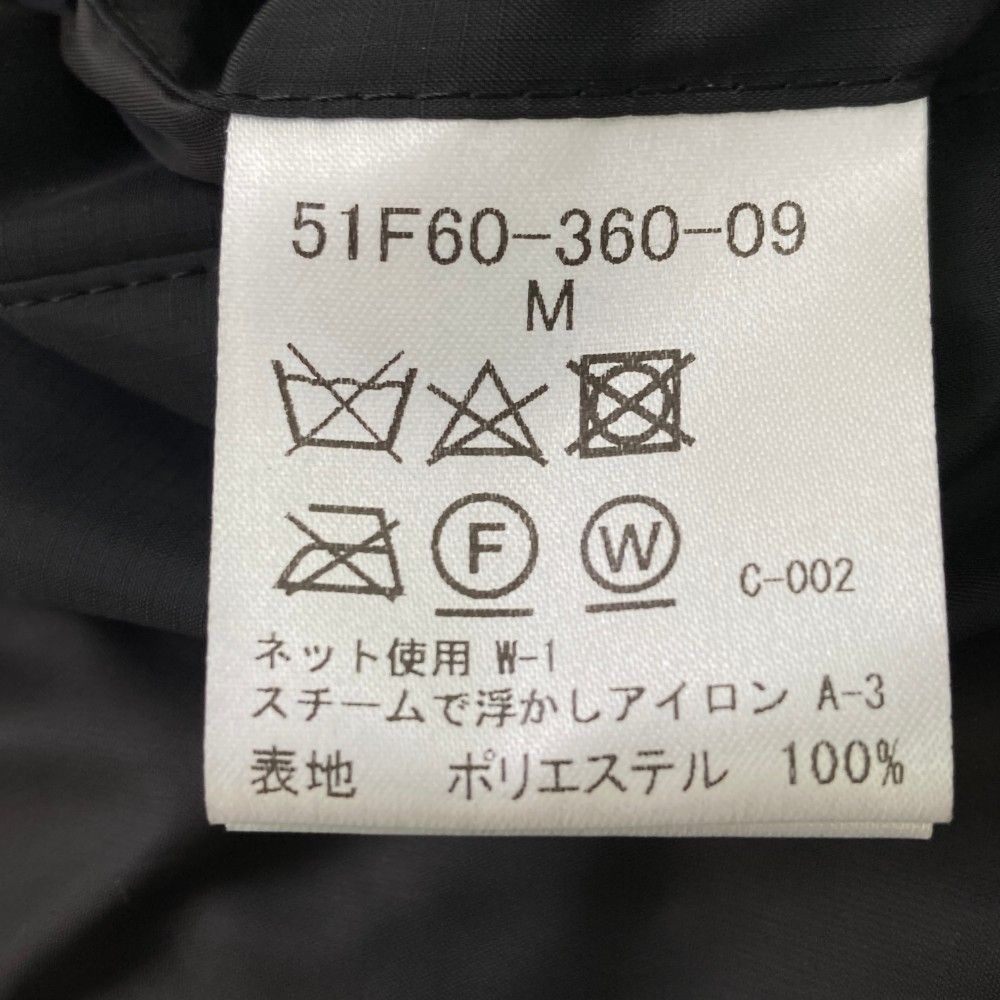 51F60-360-09
M
F W C-002
ネット使用 W-1
スチームで浮かしアイロン A-3
表地 ポリエステル 100%